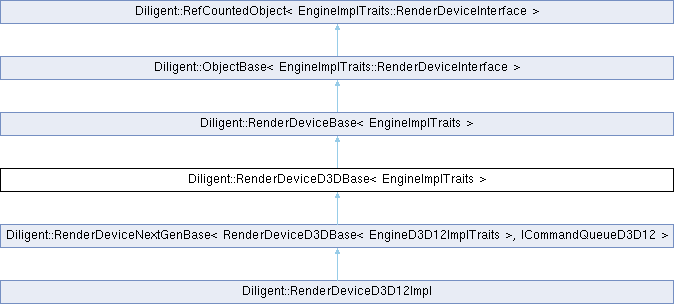 Diligent::RefCountedObject< EngineImplTraits::RenderDeviceInterface >
Diligent::ObjectBase< EngineImplTraits::RenderDeviceInterface >
Diligent::RenderDeviceBase< EngineImplTraits >
Diligent::RenderDeviceD3DBase< EngineImplTraits >
Diligent::RenderDeviceNextGenBase< RenderDeviceD3DBase< EngineD3D12ImplTraits >, ICommandQueueD3D12 >
Diligent::RenderDeviceD3D12Impl